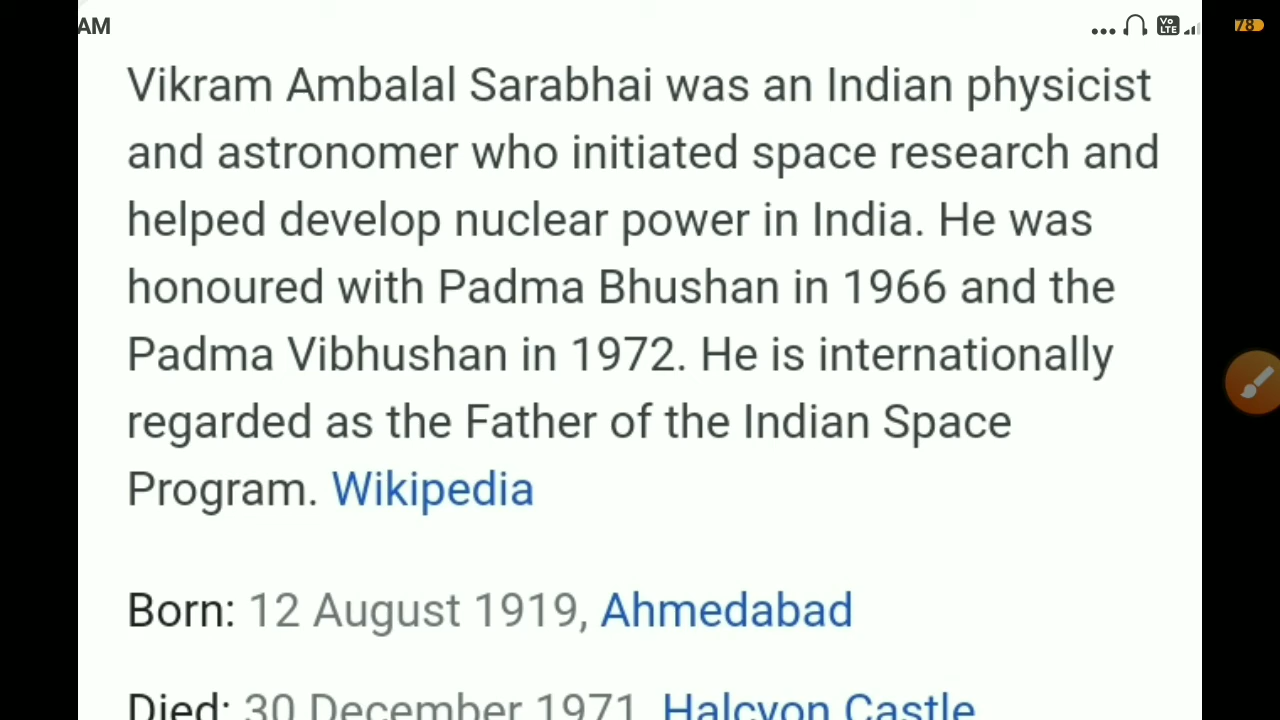 AM
Vo
LTE
78
Vikram Ambalal Sarabhai was an Indian physicist
and astronomer who initiated space research and
helped develop nuclear power in India. He was
honoured with Padma Bhushan in 1966 and the
Padma Vibhushan in 1972. He is internationally
regarded as the Father of the Indian Space
Program. Wikipedia
Born: 12 August 1919, Ahmedabad
Died: 30 December 1971, Halcyon Castle